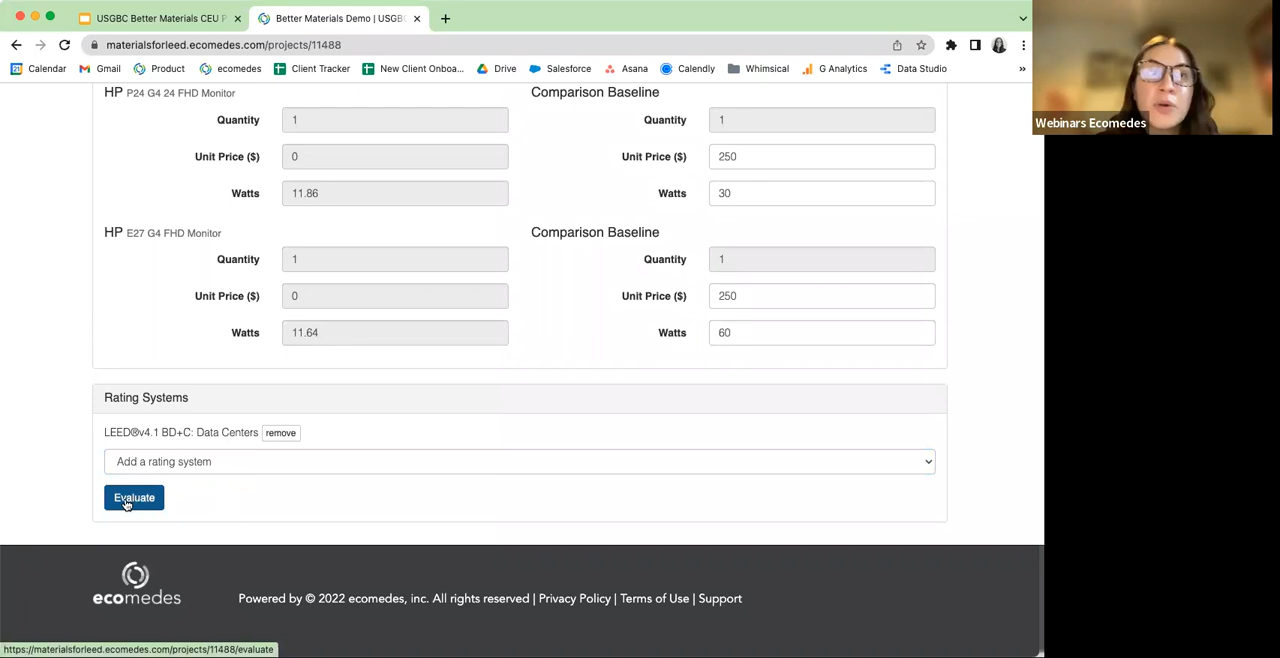 USGBC Better Materials CEU P
Better Materials Demo | USGBC
materialsforleed.ecomedes.com/projects/11488
Calendar Gmail Product ecomedes Client Tracker New Client Onboa... Drive Salesforce Asana Calendly Whimsical G Analytics Data Studio »
Webinars Ecomedes
HP P24 G4 24 FHD Monitor Comparison Baseline
Quantity 1 Quantity 1
Unit Price ($) 0 Unit Price ($) 250
Watts 11.86 Watts 30
HP E27 G4 FHD Monitor Comparison Baseline
Quantity 1 Quantity 1
Unit Price ($) 0 Unit Price ($) 250
Watts 11.64 Watts 60
Rating Systems
LEED®v4.1 BD+C: Data Centers remove
Add a rating system
Evaluate
ecomedes
Powered by © 2022 ecomedes, inc. All rights reserved | Privacy Policy | Terms of Use | Support
https://materialsforleed.ecomedes.com/projects/11488/evaluate